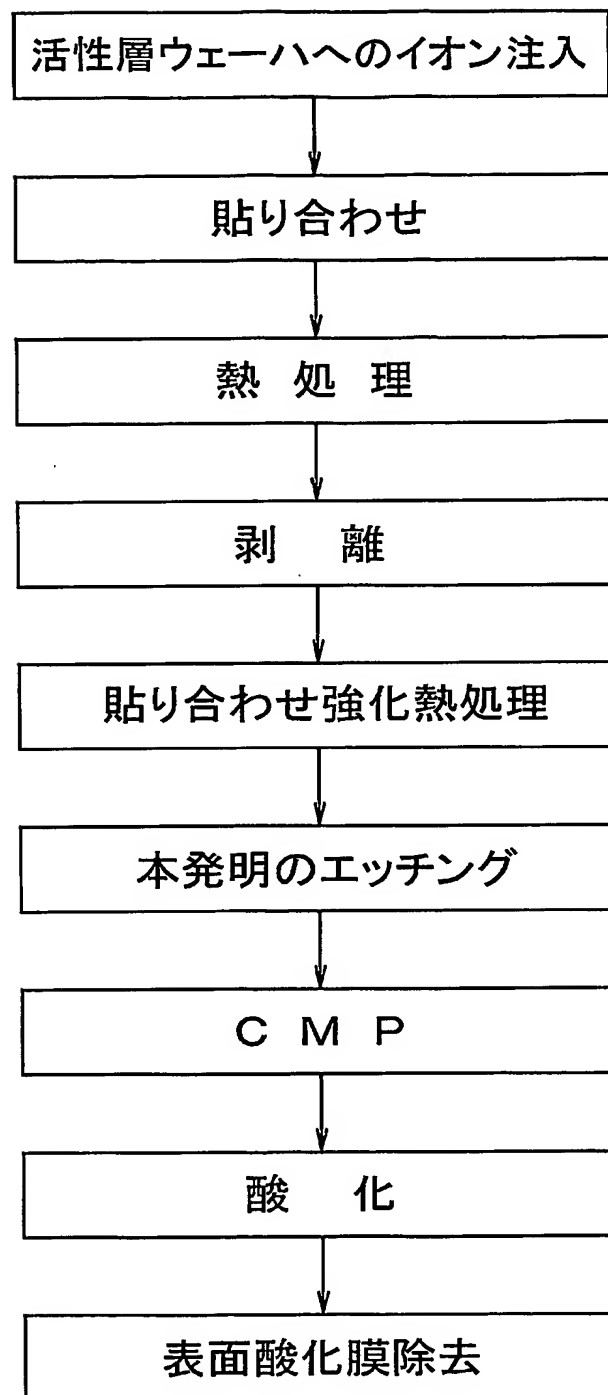 活性層ウェーハへのイオン注入
貼り合わせ
熱 処 理
剥 離
貼り合わせ強化熱処理
本発明のエッチング
C M P
酸 化
表面酸化膜除去